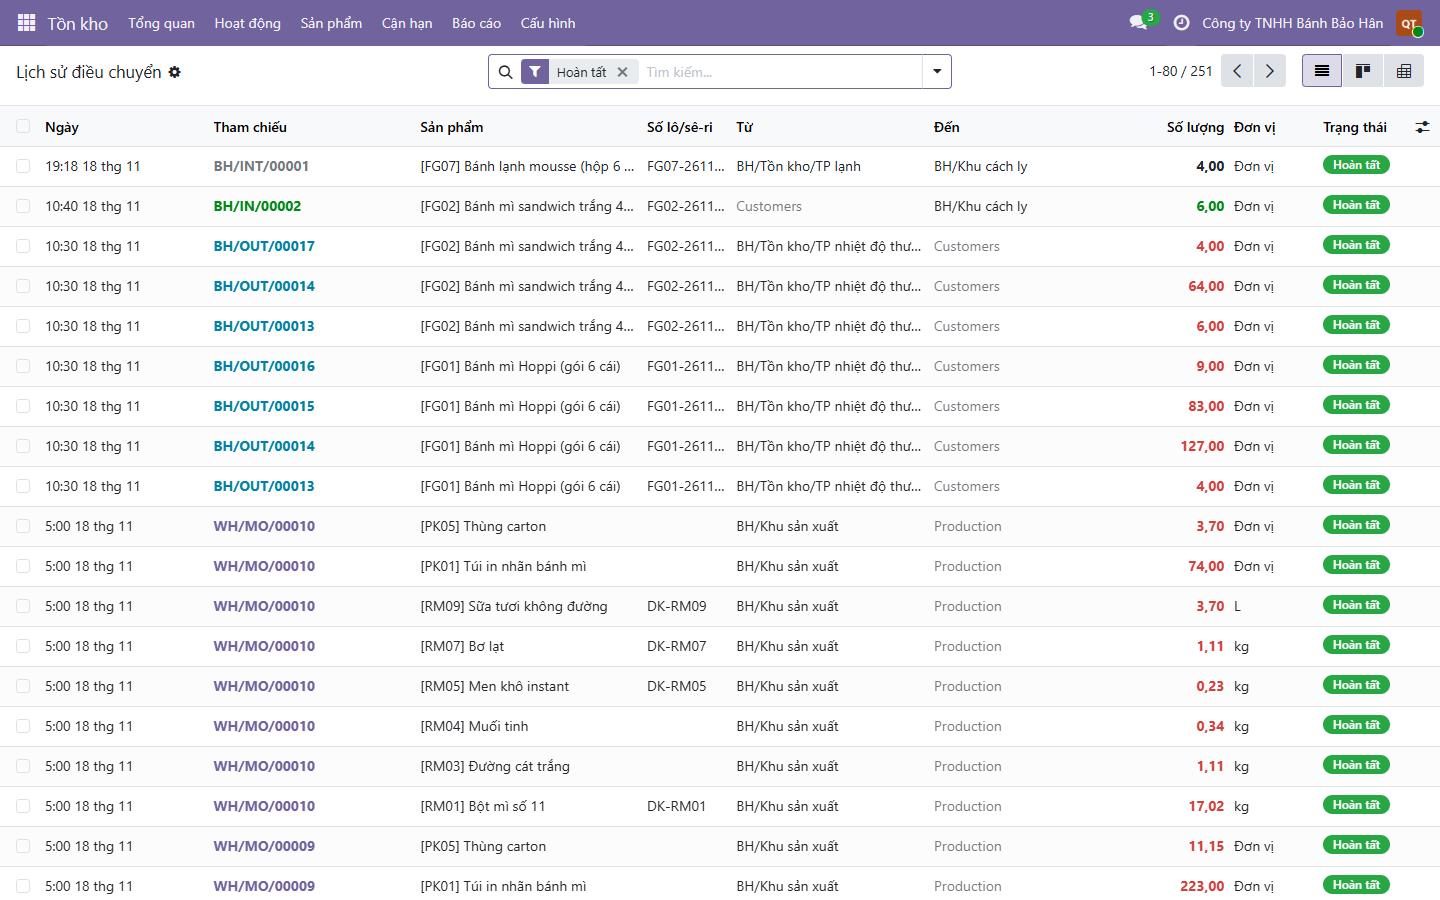 Tồn kho Tổng quan Hoạt động Sản phẩm Cận hạn Báo cáo Cấu hình 3 Công ty TNHH Bánh Bảo Hân QT
Lịch sử điều chuyển Hoàn tất Tìm kiếm... 1-80 / 251
Ngày Tham chiếu Sản phẩm Số lô/sê-ri Từ Đến Số lượng Đơn vị Trạng thái
19:18 18 thg 11 BH/INT/00001 [FG07] Bánh lạnh mousse (hộp 6 ... FG07-2611... BH/Tồn kho/TP lạnh BH/Khu cách ly 4,00 Đơn vị Hoàn tất
10:40 18 thg 11 BH/IN/00002 [FG02] Bánh mì sandwich trắng 4... FG02-2611... Customers BH/Khu cách ly 6,00 Đơn vị Hoàn tất
10:30 18 thg 11 BH/OUT/00017 [FG02] Bánh mì sandwich trắng 4... FG02-2611... BH/Tồn kho/TP nhiệt độ thư... Customers 4,00 Đơn vị Hoàn tất
10:30 18 thg 11 BH/OUT/00014 [FG02] Bánh mì sandwich trắng 4... FG02-2611... BH/Tồn kho/TP nhiệt độ thư... Customers 64,00 Đơn vị Hoàn tất
10:30 18 thg 11 BH/OUT/00013 [FG02] Bánh mì sandwich trắng 4... FG02-2611... BH/Tồn kho/TP nhiệt độ thư... Customers 6,00 Đơn vị Hoàn tất
10:30 18 thg 11 BH/OUT/00016 [FG01] Bánh mì Hoppi (gói 6 cái) FG01-2611... BH/Tồn kho/TP nhiệt độ thư... Customers 9,00 Đơn vị Hoàn tất
10:30 18 thg 11 BH/OUT/00015 [FG01] Bánh mì Hoppi (gói 6 cái) FG01-2611... BH/Tồn kho/TP nhiệt độ thư... Customers 83,00 Đơn vị Hoàn tất
10:30 18 thg 11 BH/OUT/00014 [FG01] Bánh mì Hoppi (gói 6 cái) FG01-2611... BH/Tồn kho/TP nhiệt độ thư... Customers 127,00 Đơn vị Hoàn tất
10:30 18 thg 11 BH/OUT/00013 [FG01] Bánh mì Hoppi (gói 6 cái) FG01-2611... BH/Tồn kho/TP nhiệt độ thư... Customers 4,00 Đơn vị Hoàn tất
5:00 18 thg 11 WH/MO/00010 [PK05] Thùng carton BH/Khu sản xuất Production 3,70 Đơn vị Hoàn tất
5:00 18 thg 11 WH/MO/00010 [PK01] Túi in nhãn bánh mì BH/Khu sản xuất Production 74,00 Đơn vị Hoàn tất
5:00 18 thg 11 WH/MO/00010 [RM09] Sữa tươi không đường DK-RM09 BH/Khu sản xuất Production 3,70 L Hoàn tất
5:00 18 thg 11 WH/MO/00010 [RM07] Bơ lạt DK-RM07 BH/Khu sản xuất Production 1,11 kg Hoàn tất
5:00 18 thg 11 WH/MO/00010 [RM05] Men khô instant DK-RM05 BH/Khu sản xuất Production 0,23 kg Hoàn tất
5:00 18 thg 11 WH/MO/00010 [RM04] Muối tinh BH/Khu sản xuất Production 0,34 kg Hoàn tất
5:00 18 thg 11 WH/MO/00010 [RM03] Đường cát trắng BH/Khu sản xuất Production 1,11 kg Hoàn tất
5:00 18 thg 11 WH/MO/00010 [RM01] Bột mì số 11 DK-RM01 BH/Khu sản xuất Production 17,02 kg Hoàn tất
5:00 18 thg 11 WH/MO/00009 [PK05] Thùng carton BH/Khu sản xuất Production 11,15 Đơn vị Hoàn tất
5:00 18 thg 11 WH/MO/00009 [PK01] Túi in nhãn bánh mì BH/Khu sản xuất Production 223,00 Đơn vị Hoàn tất